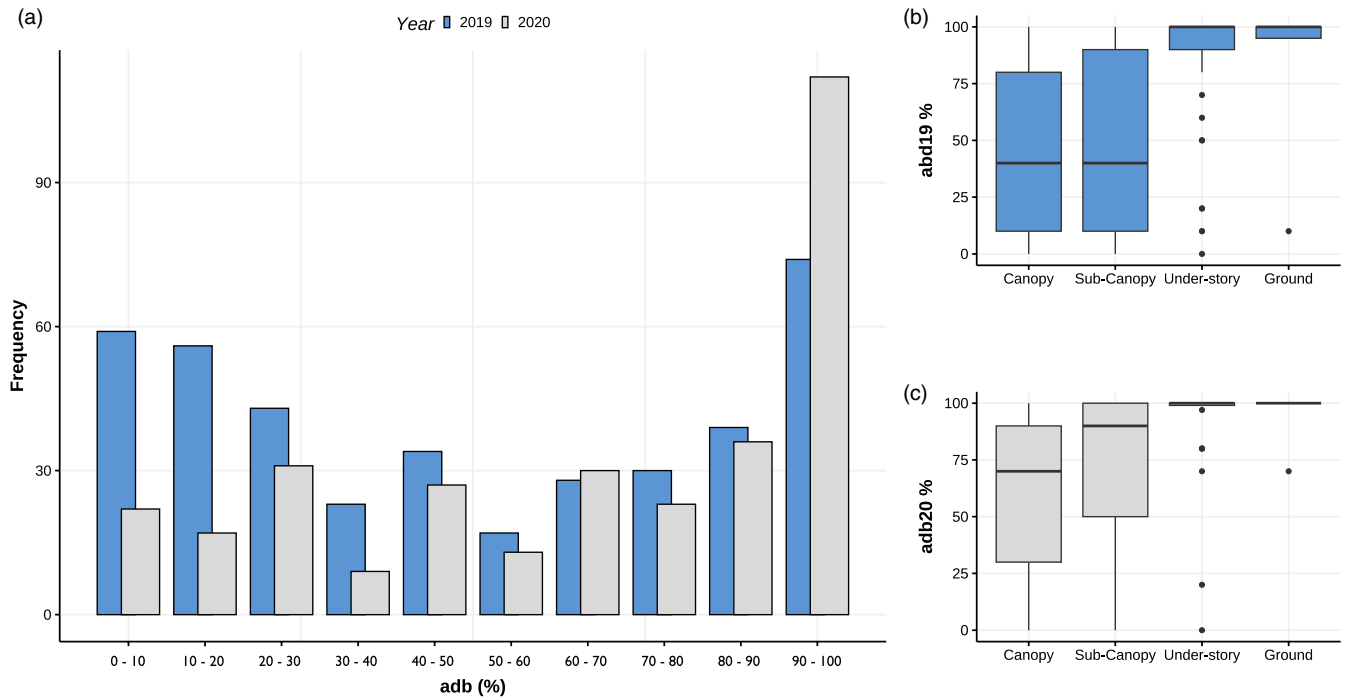 (a)
Year 2019 2020
Frequency
90
60
30
0
0 - 10 10 - 20 20 - 30 30 - 40 40 - 50 50 - 60 60 - 70 70 - 80 80 - 90 90 - 100
adb (%)
(b)
abd19 %
100
75
50
25
0
Canopy Sub-Canopy Under-story Ground
(c)
adb20 %
100
75
50
25
0
Canopy Sub-Canopy Under-story Ground